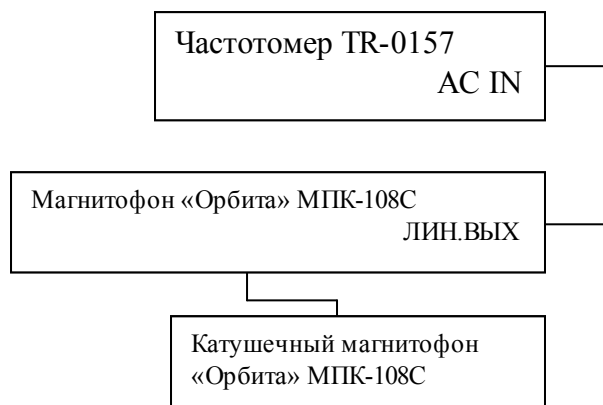 Частотомер TR-0157
AC IN
Магнитофон «Орбита» МПК-108С
ЛИН.ВЫХ
Катушечный магнитофон
«Орбита» МПК-108С